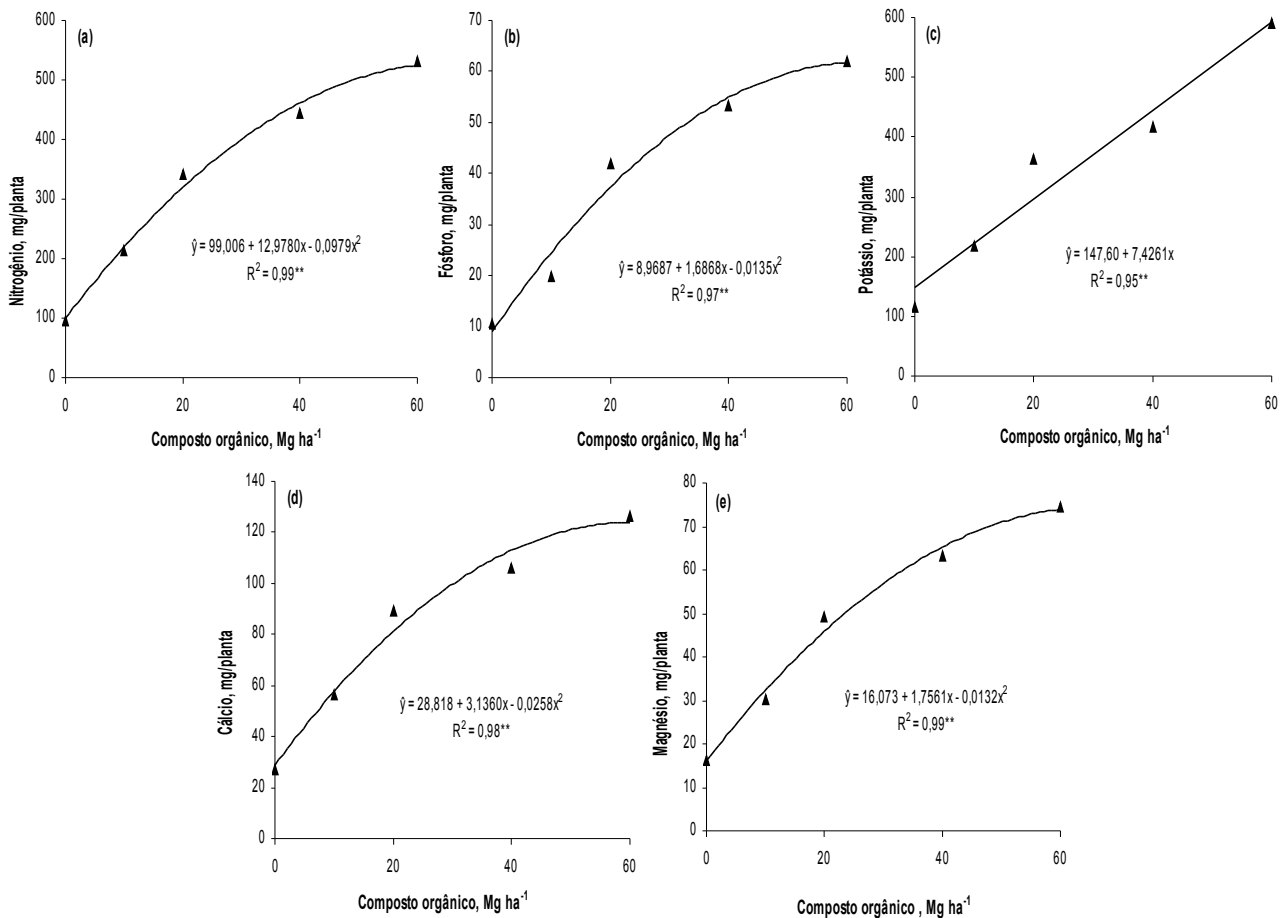 (a)
Nitrogênio, mg/planta
600
500
400
300
200
100
0
ŷ = 99,006 + 12,9780x - 0,0979x²
R² = 0,99**
0 20 40 60
Composto orgânico, Mg ha⁻¹
(b)
Fósforo, mg/planta
70
60
50
40
30
20
10
0
ŷ = 8,9687 + 1,6868x - 0,0135x²
R² = 0,97**
0 20 40 60
Composto orgânico, Mg ha⁻¹
(c)
Potássio, mg/planta
600
500
400
300
200
100
0
ŷ = 147,60 + 7,4261x
R² = 0,95**
0 20 40 60
Composto orgânico, Mg ha⁻¹
(d)
Cálcio, mg/planta
140
120
100
80
60
40
20
0
ŷ = 28,818 + 3,1360x - 0,0258x²
R² = 0,98**
0 20 40 60
Composto orgânico, Mg ha⁻¹
(e)
Magnésio, mg/planta
80
70
60
50
40
30
20
10
0
ŷ = 16,073 + 1,7561x - 0,0132x²
R² = 0,99**
0 20 40 60
Composto orgânico , Mg ha⁻¹